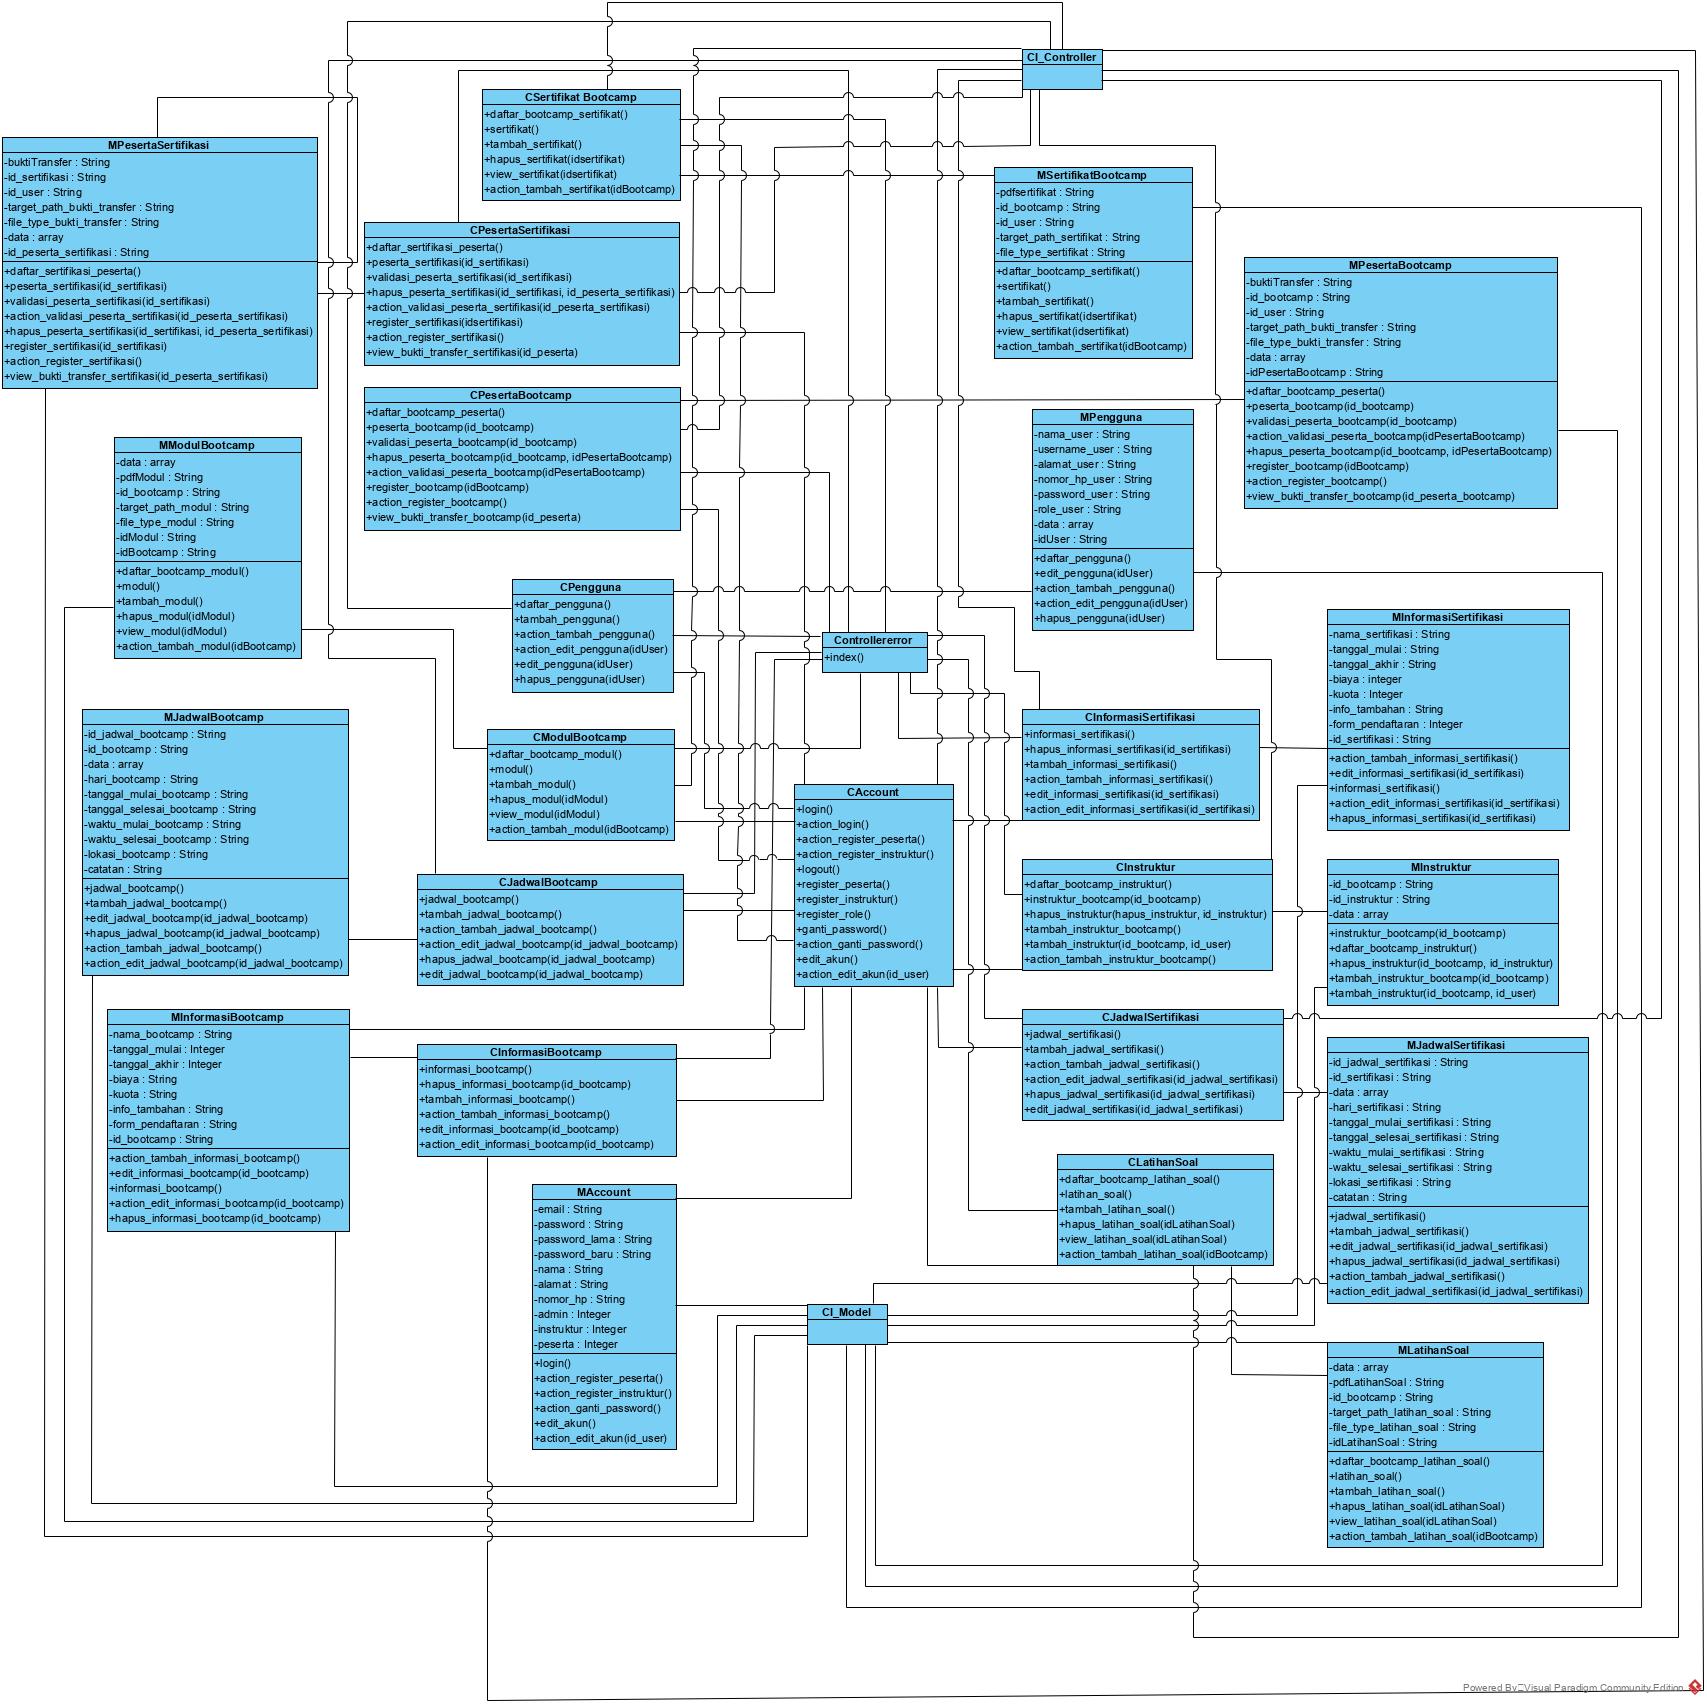 CI_Controller
CSertifikat Bootcamp
+daftar_bootcamp_sertifikat()
+sertifikat()
+tambah_sertifikat()
+hapus_sertifikat(idsertifikat)
+view_sertifikat(idsertifikat)
+action_tambah_sertifikat(idBootcamp)
MPesertaSertifikasi
-buktiTransfer : String
-id_sertifikasi : String
-id_user : String
-target_path_bukti_transfer : String
-file_type_bukti_transfer : String
-data : array
-id_peserta_sertifikasi : String
+daftar_sertifikasi_peserta()
+peserta_sertifikasi(id_sertifikasi)
+validasi_peserta_sertifikasi(id_sertifikasi)
+action_validasi_peserta_sertifikasi(id_peserta_sertifikasi)
+hapus_peserta_sertifikasi(id_sertifikasi, id_peserta_sertifikasi)
+register_sertifikasi(id_sertifikasi)
+action_register_sertifikasi()
+view_bukti_transfer_sertifikasi(id_peserta_sertifikasi)
MSertifikatBootcamp
-pdfsertifikat : String
-id_bootcamp : String
-id_user : String
-target_path_sertifikat : String
-file_type_sertifikat : String
+daftar_bootcamp_sertifikat()
+sertifikat()
+tambah_sertifikat()
+hapus_sertifikat(idsertifikat)
+view_sertifikat(idsertifikat)
+action_tambah_sertifikat(idBootcamp)
CPesertaSertifikasi
+daftar_sertifikasi_peserta()
+peserta_sertifikasi(id_sertifikasi)
+validasi_peserta_sertifikasi(id_sertifikasi)
+hapus_peserta_sertifikasi(id_sertifikasi, id_peserta_sertifikasi)
+action_validasi_peserta_sertifikasi(id_peserta_sertifikasi)
+register_sertifikasi(idsertifikasi)
+action_register_sertifikasi()
+view_bukti_transfer_sertifikasi(id_peserta)
MPesertaBootcamp
-buktiTransfer : String
-id_bootcamp : String
-id_user : String
-target_path_bukti_transfer : String
-file_type_bukti_transfer : String
-data : array
-idPesertaBootcamp : String
+daftar_bootcamp_peserta()
+peserta_bootcamp(id_bootcamp)
+validasi_peserta_bootcamp(id_bootcamp)
+action_validasi_peserta_bootcamp(idPesertaBootcamp)
+hapus_peserta_bootcamp(id_bootcamp, idPesertaBootcamp)
+register_bootcamp(idBootcamp)
+action_register_bootcamp()
+view_bukti_transfer_bootcamp(id_peserta_bootcamp)
CPesertaBootcamp
+daftar_bootcamp_peserta()
+peserta_bootcamp(id_bootcamp)
+validasi_peserta_bootcamp(id_bootcamp)
+hapus_peserta_bootcamp(id_bootcamp, idPesertaBootcamp)
+action_validasi_peserta_bootcamp(idPesertaBootcamp)
+register_bootcamp(idBootcamp)
+action_register_bootcamp()
+view_bukti_transfer_bootcamp(id_peserta)
MPengguna
-nama_user : String
-username_user : String
-alamat_user : String
-nomor_hp_user : String
-password_user : String
-role_user : String
-data : array
-idUser : String
+daftar_pengguna()
+edit_pengguna(idUser)
+action_tambah_pengguna()
+action_edit_pengguna(idUser)
+hapus_pengguna(idUser)
MModulBootcamp
-data : array
-pdfModul : String
-id_bootcamp : String
-target_path_modul : String
-file_type_modul : String
-idModul : String
-idBootcamp : String
+daftar_bootcamp_modul()
+modul()
+tambah_modul()
+hapus_modul(idModul)
+view_modul(idModul)
+action_tambah_modul(idBootcamp)
CPengguna
+daftar_pengguna()
+tambah_pengguna()
+action_tambah_pengguna()
+action_edit_pengguna(idUser)
+edit_pengguna(idUser)
+hapus_pengguna(idUser)
Controllererror
+index()
MInformasiSertifikasi
-nama_sertifikasi : String
-tanggal_mulai : String
-tanggal_akhir : String
-biaya : integer
-kuota : Integer
-info_tambahan : String
-form_pendaftaran : Integer
-id_sertifikasi : String
+action_tambah_informasi_sertifikasi()
+edit_informasi_sertifikasi(id_sertifikasi)
+informasi_sertifikasi()
+action_edit_informasi_sertifikasi(id_sertifikasi)
+hapus_informasi_sertifikasi(id_sertifikasi)
MJadwalBootcamp
-id_jadwal_bootcamp : String
-id_bootcamp : String
-data : array
-hari_bootcamp : String
-tanggal_mulai_bootcamp : String
-tanggal_selesai_bootcamp : String
-waktu_mulai_bootcamp : String
-waktu_selesai_bootcamp : String
-lokasi_bootcamp : String
-catatan : String
+jadwal_bootcamp()
+tambah_jadwal_bootcamp()
+edit_jadwal_bootcamp(id_jadwal_bootcamp)
+hapus_jadwal_bootcamp(id_jadwal_bootcamp)
+action_tambah_jadwal_bootcamp()
+action_edit_jadwal_bootcamp(id_jadwal_bootcamp)
CModulBootcamp
+daftar_bootcamp_modul()
+modul()
+tambah_modul()
+hapus_modul(idModul)
+view_modul(idModul)
+action_tambah_modul(idBootcamp)
CInformasiSertifikasi
+informasi_sertifikasi()
+hapus_informasi_sertifikasi(id_sertifikasi)
+tambah_informasi_sertifikasi()
+action_tambah_informasi_sertifikasi()
+edit_informasi_sertifikasi(id_sertifikasi)
+action_edit_informasi_sertifikasi(id_sertifikasi)
CAccount
+login()
+action_login()
+action_register_peserta()
+action_register_instruktur()
+logout()
+register_peserta()
+register_instruktur()
+register_role()
+ganti_password()
+action_ganti_password()
+edit_akun()
+action_edit_akun(id_user)
CInstruktur
+daftar_bootcamp_instruktur()
+instruktur_bootcamp(id_bootcamp)
+hapus_instruktur(hapus_instruktur, id_instruktur)
+tambah_instruktur_bootcamp()
+tambah_instruktur(id_bootcamp, id_user)
+action_tambah_instruktur_bootcamp()
MInstruktur
-id_bootcamp : String
-id_instruktur : String
-data : array
+instruktur_bootcamp(id_bootcamp)
+daftar_bootcamp_instruktur()
+hapus_instruktur(id_bootcamp, id_instruktur)
+tambah_instruktur_bootcamp(id_bootcamp)
+tambah_instruktur(id_bootcamp, id_user)
CJadwalBootcamp
+jadwal_bootcamp()
+tambah_jadwal_bootcamp()
+action_tambah_jadwal_bootcamp()
+action_edit_jadwal_bootcamp(id_jadwal_bootcamp)
+hapus_jadwal_bootcamp(id_jadwal_bootcamp)
+edit_jadwal_bootcamp(id_jadwal_bootcamp)
MInformasiBootcamp
-nama_bootcamp : String
-tanggal_mulai : Integer
-tanggal_akhir : Integer
-biaya : String
-kuota : String
-info_tambahan : String
-form_pendaftaran : String
-id_bootcamp : String
+action_tambah_informasi_bootcamp()
+edit_informasi_bootcamp(id_bootcamp)
+informasi_bootcamp()
+action_edit_informasi_bootcamp(id_bootcamp)
+hapus_informasi_bootcamp(id_bootcamp)
CInformasiBootcamp
+informasi_bootcamp()
+hapus_informasi_bootcamp(id_bootcamp)
+tambah_informasi_bootcamp()
+action_tambah_informasi_bootcamp()
+edit_informasi_bootcamp(id_bootcamp)
+action_edit_informasi_bootcamp(id_bootcamp)
CJadwalSertifikasi
+jadwal_sertifikasi()
+tambah_jadwal_sertifikasi()
+action_tambah_jadwal_sertifikasi()
+action_edit_jadwal_sertifikasi(id_jadwal_sertifikasi)
+hapus_jadwal_sertifikasi(id_jadwal_sertifikasi)
+edit_jadwal_sertifikasi(id_jadwal_sertifikasi)
MJadwalSertifikasi
-id_jadwal_sertifikasi : String
-id_sertifikasi : String
-data : array
-hari_sertifikasi : String
-tanggal_mulai_sertifikasi : String
-tanggal_selesai_sertifikasi : String
-waktu_mulai_sertifikasi : String
-waktu_selesai_sertifikasi : String
-lokasi_sertifikasi : String
-catatan : String
+jadwal_sertifikasi()
+tambah_jadwal_sertifikasi()
+edit_jadwal_sertifikasi(id_jadwal_sertifikasi)
+hapus_jadwal_sertifikasi(id_jadwal_sertifikasi)
+action_tambah_jadwal_sertifikasi()
+action_edit_jadwal_sertifikasi(id_jadwal_sertifikasi)
CLatihanSoal
+daftar_bootcamp_latihan_soal()
+latihan_soal()
+tambah_latihan_soal()
+hapus_latihan_soal(idLatihanSoal)
+view_latihan_soal(idLatihanSoal)
+action_tambah_latihan_soal(idBootcamp)
MAccount
-email : String
-password : String
-password_lama : String
-password_baru : String
-nama : String
-alamat : String
-nomor_hp : String
-admin : Integer
-instruktur : Integer
-peserta : Integer
+login()
+action_register_peserta()
+action_register_instruktur()
+action_ganti_password()
+edit_akun()
+action_edit_akun(id_user)
CI_Model
MLatihanSoal
-data : array
-pdfLatihanSoal : String
-id_bootcamp : String
-target_path_latihan_soal : String
-file_type_latihan_soal : String
-idLatihanSoal : String
+daftar_bootcamp_latihan_soal()
+latihan_soal()
+tambah_latihan_soal()
+hapus_latihan_soal(idLatihanSoal)
+view_latihan_soal(idLatihanSoal)
+action_tambah_latihan_soal(idBootcamp)
Powered By Visual Paradigm Community Edition